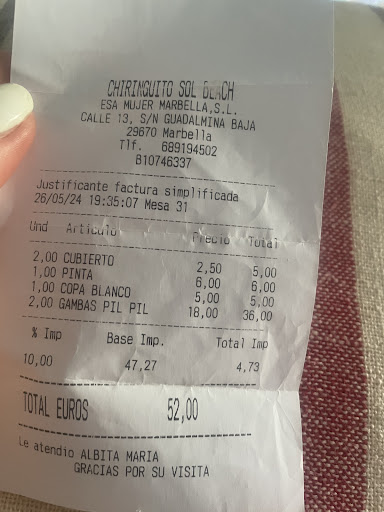 CHIRINGUITO SOL BEACH
ESA MUJER MARBELLA,S.L.
CALLE 13, S/N GUADALMINA BAJA
29670 Marbella
Tlf. 689194502
B10746337
Justificante factura simplificada
26/05/24 19:35:07 Mesa 31
Und Articulo Precio Total
2,00 CUBIERTO 2,50 5,00
1,00 PINTA 6,00 6,00
1,00 COPA BLANCO 5,00 5,00
2,00 GAMBAS PIL PIL 18,00 36,00
% Imp Base Imp. Total Imp
10,00 47,27 4,73
TOTAL EUROS 52,00
Le atendio ALBITA MARIA
GRACIAS POR SU VISITA